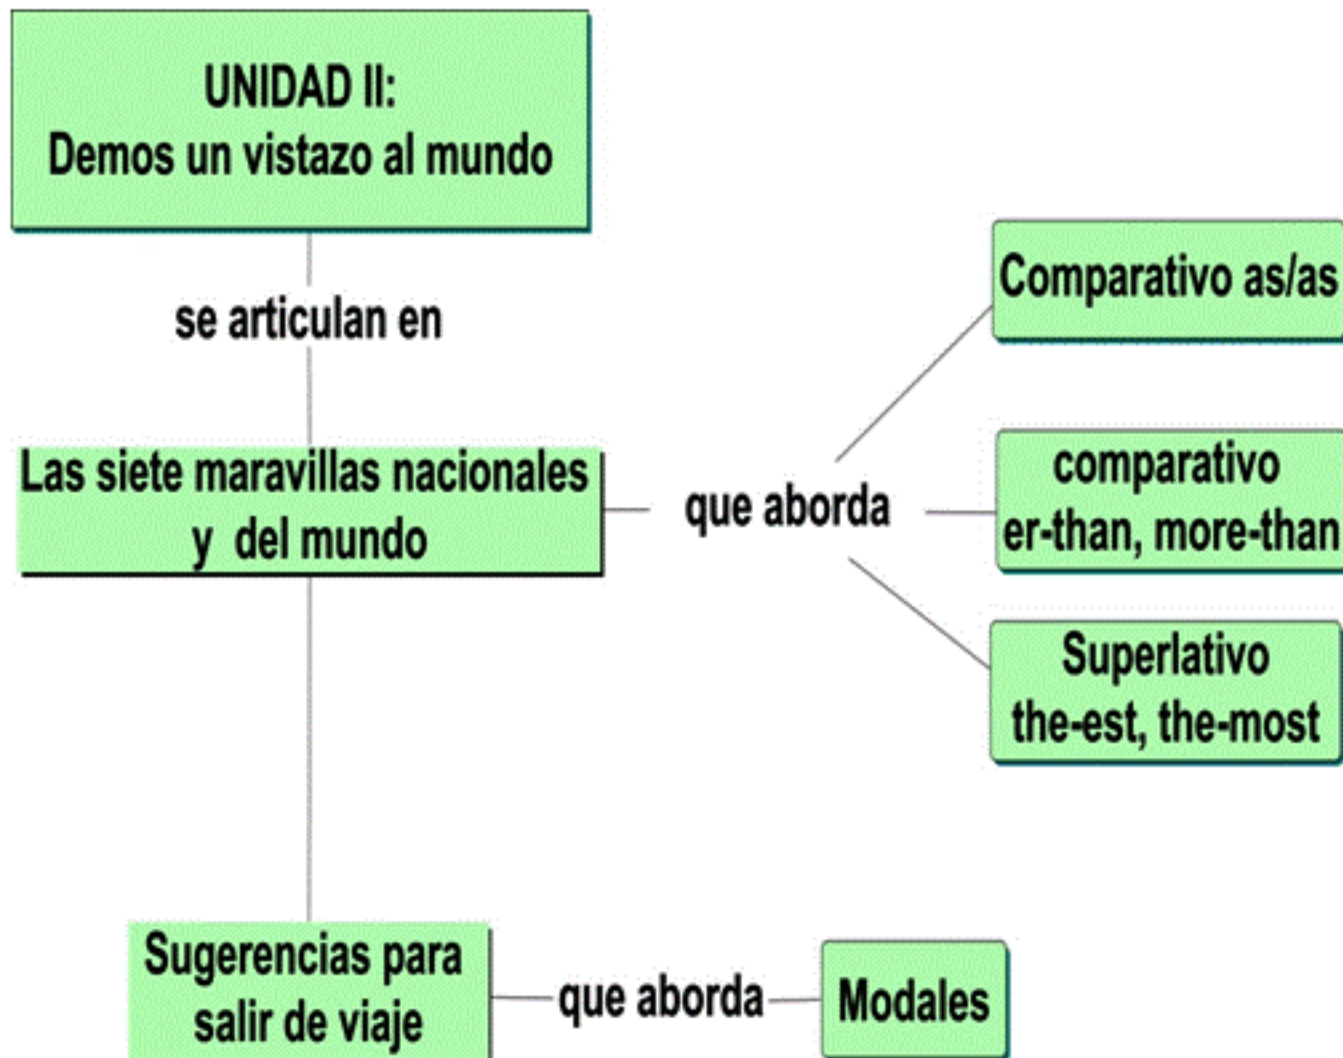 UNIDAD II:
Demos un vistazo al mundo
se articulan en
Las siete maravillas nacionales
y del mundo
que aborda
Comparativo as/as
comparativo
er-than, more-than
Superlativo
the-est, the-most
Sugerencias para
salir de viaje
que aborda
Modales